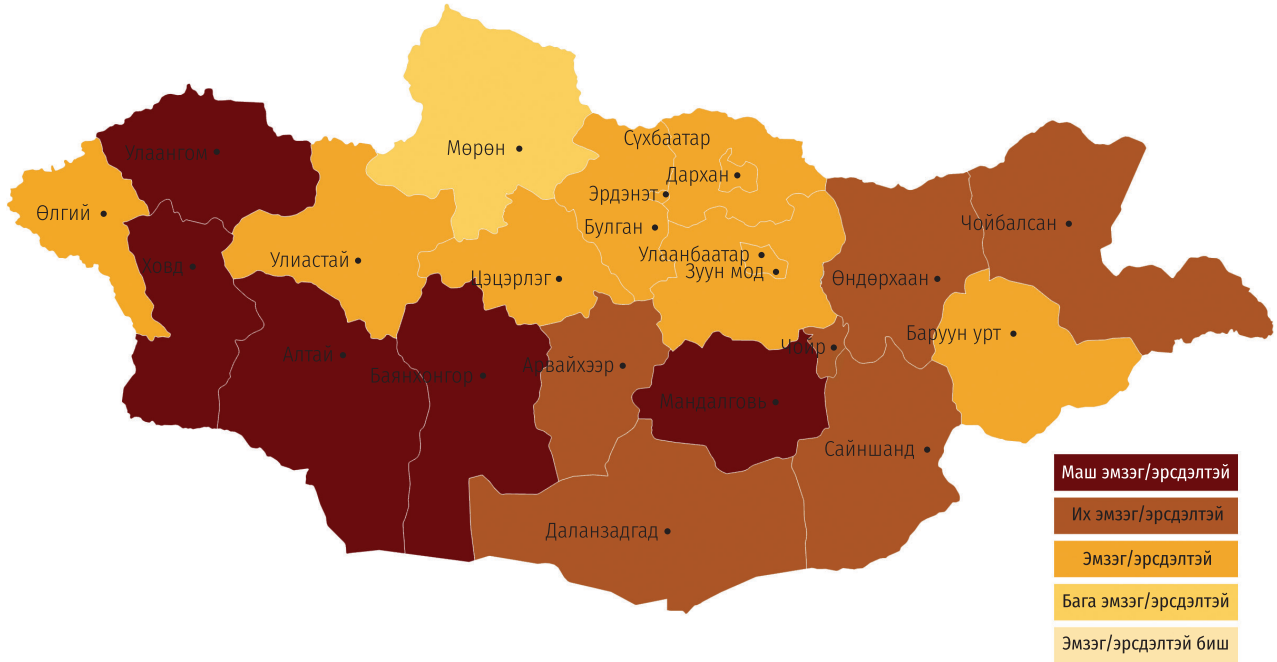 Мөрөн
Сүхбаатар
Улаангом
Дархан
Эрдэнэт
Өлгий
Булган
Чойбалсан
Улаанбаатар
Ховд
Улиастай
Зуун мод
Цэцэрлэг
Өндөрхаан
Баруун урт
Чойр
Алтай
Арвайхээр
Баянхонгор
Мандалговь
Сайншанд
Даланзадгад
Маш эмзэг/эрсдэлтэй
Их эмзэг/эрсдэлтэй
Эмзэг/эрсдэлтэй
Бага эмзэг/эрсдэлтэй
Эмзэг/эрсдэлтэй биш